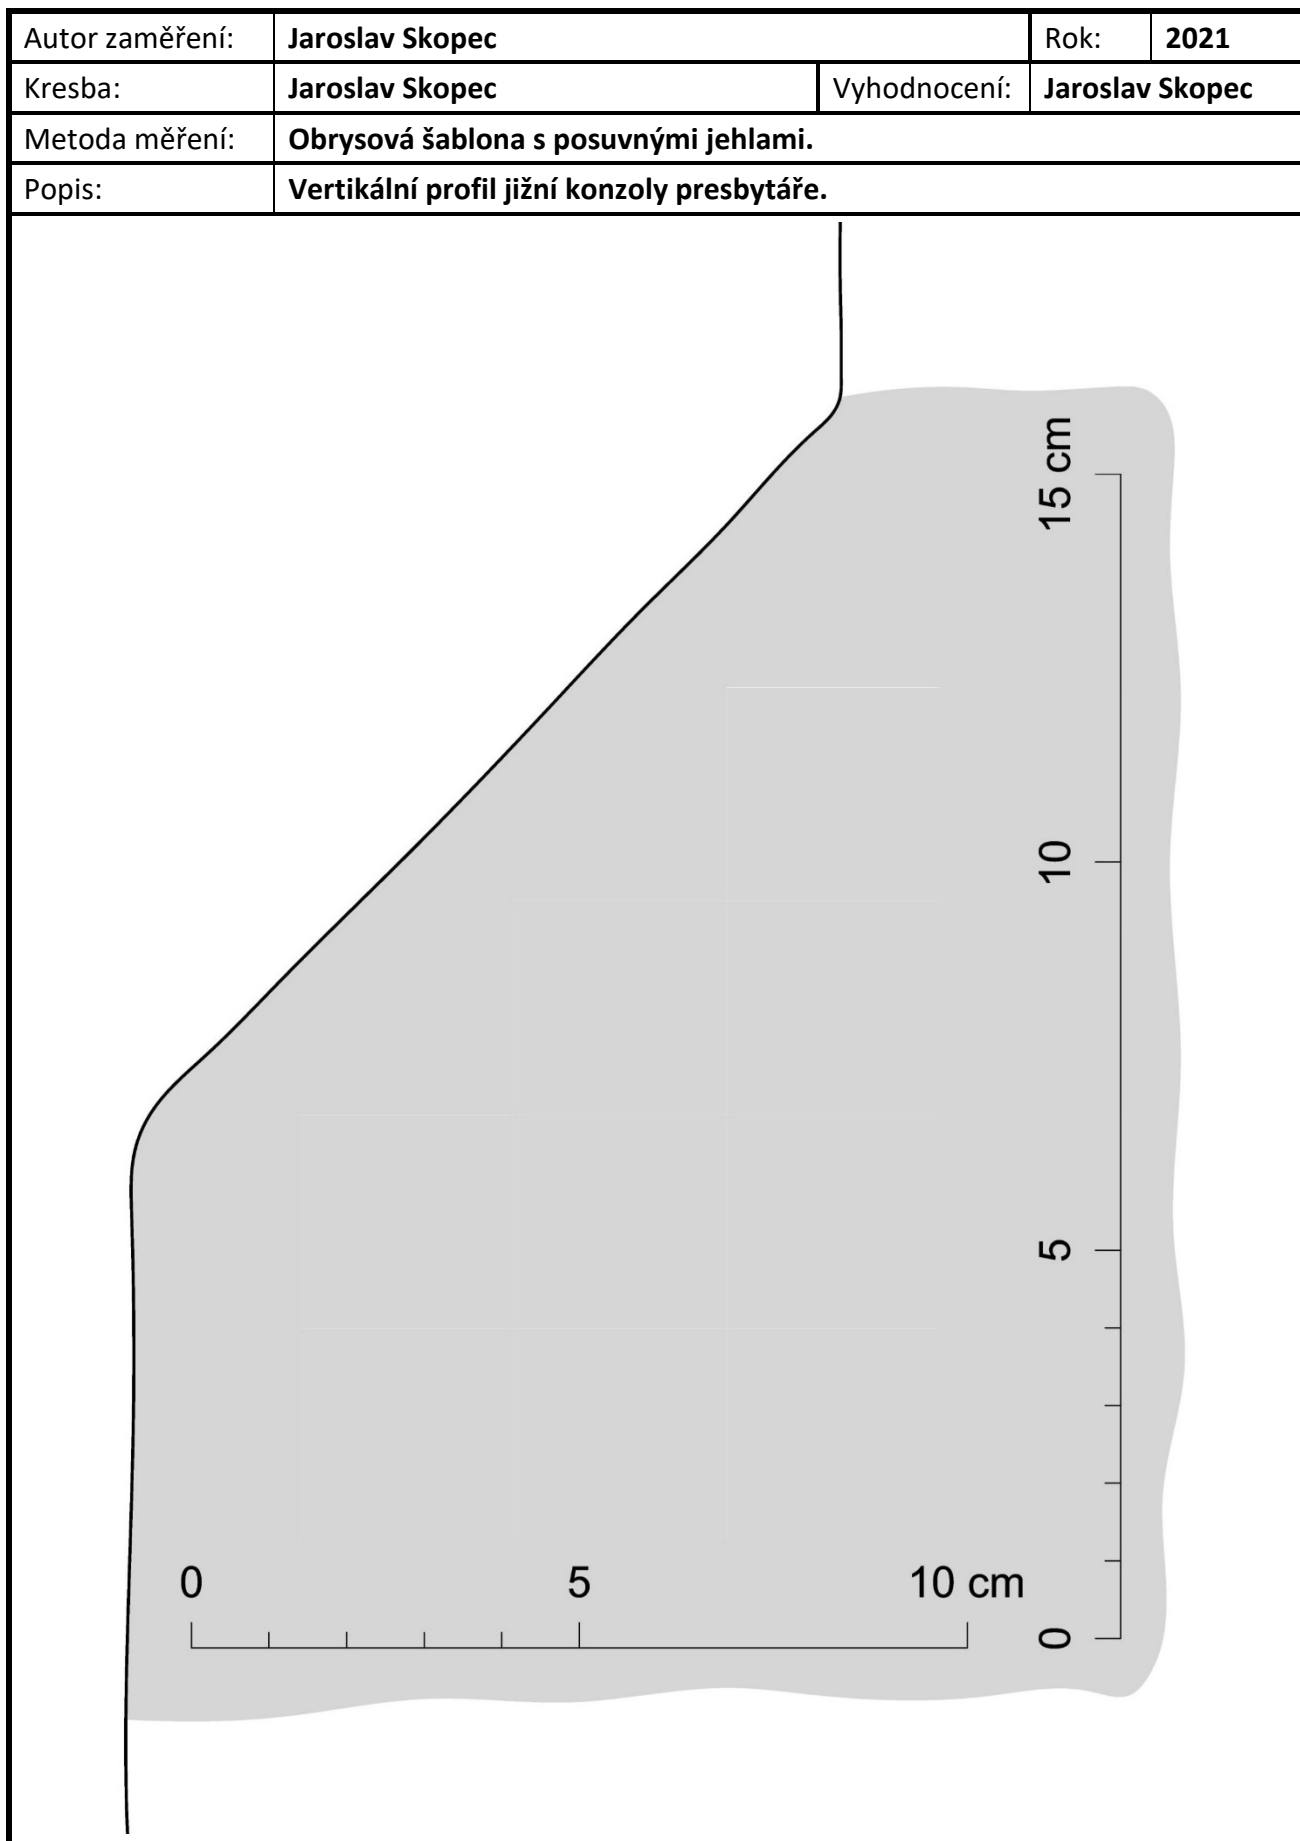 Autor zaměření: Jaroslav Skopec Rok: 2021
Kresba: Jaroslav Skopec Vyhodnocení: Jaroslav Skopec
Metoda měření: Obrysová šablona s posuvnými jehlami.
Popis: Vertikální profil jižní konzoly presbytáře.
15 cm
10
5
0
0 5 10 cm